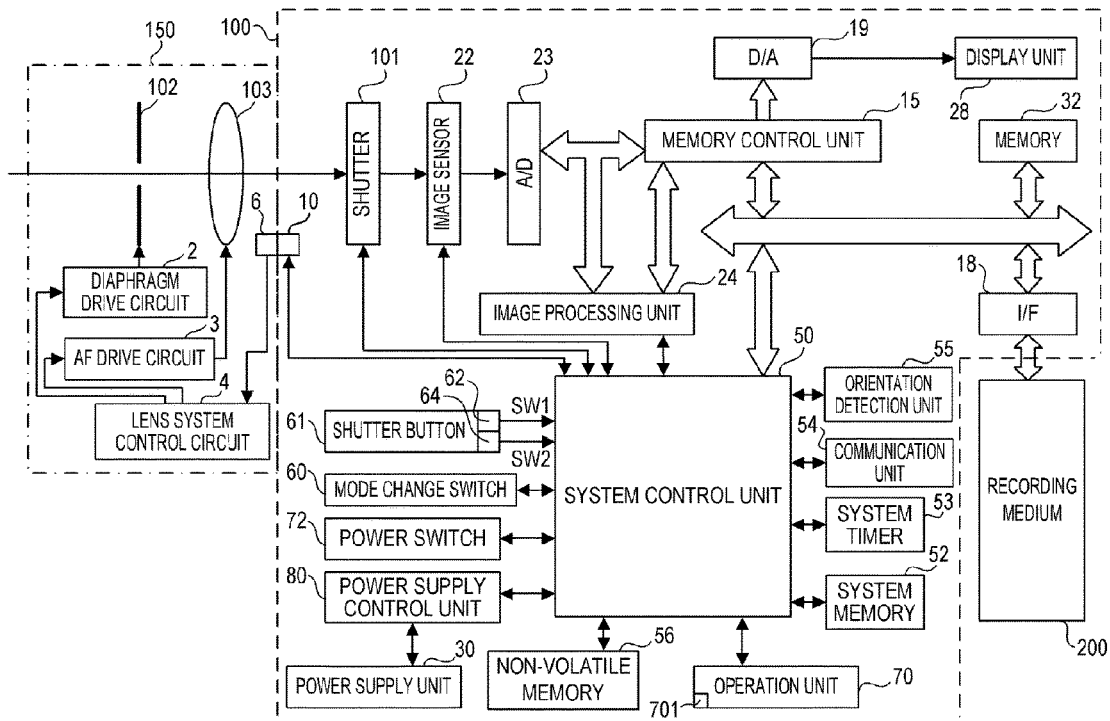 100
150
102
103
101
22
23
19
D/A
DISPLAY UNIT
28
15
32
MEMORY CONTROL UNIT
MEMORY
SHUTTER
IMAGE SENSOR
A/D
6
10
2
DIAPHRAGM
DRIVE CIRCUIT
3
AF DRIVE CIRCUIT
4
LENS SYSTEM
CONTROL CIRCUIT
24
IMAGE PROCESSING UNIT
18
I/F
50
55
ORIENTATION
DETECTION UNIT
62
64
SW1
61
SHUTTER BUTTON
SW2
54
COMMUNICATION
UNIT
60
MODE CHANGE SWITCH
SYSTEM CONTROL UNIT
RECORDING
MEDIUM
53
SYSTEM
TIMER
72
POWER SWITCH
52
80
POWER SUPPLY
CONTROL UNIT
SYSTEM
MEMORY
200
30
POWER SUPPLY UNIT
56
NON-VOLATILE
MEMORY
OPERATION UNIT
70
701